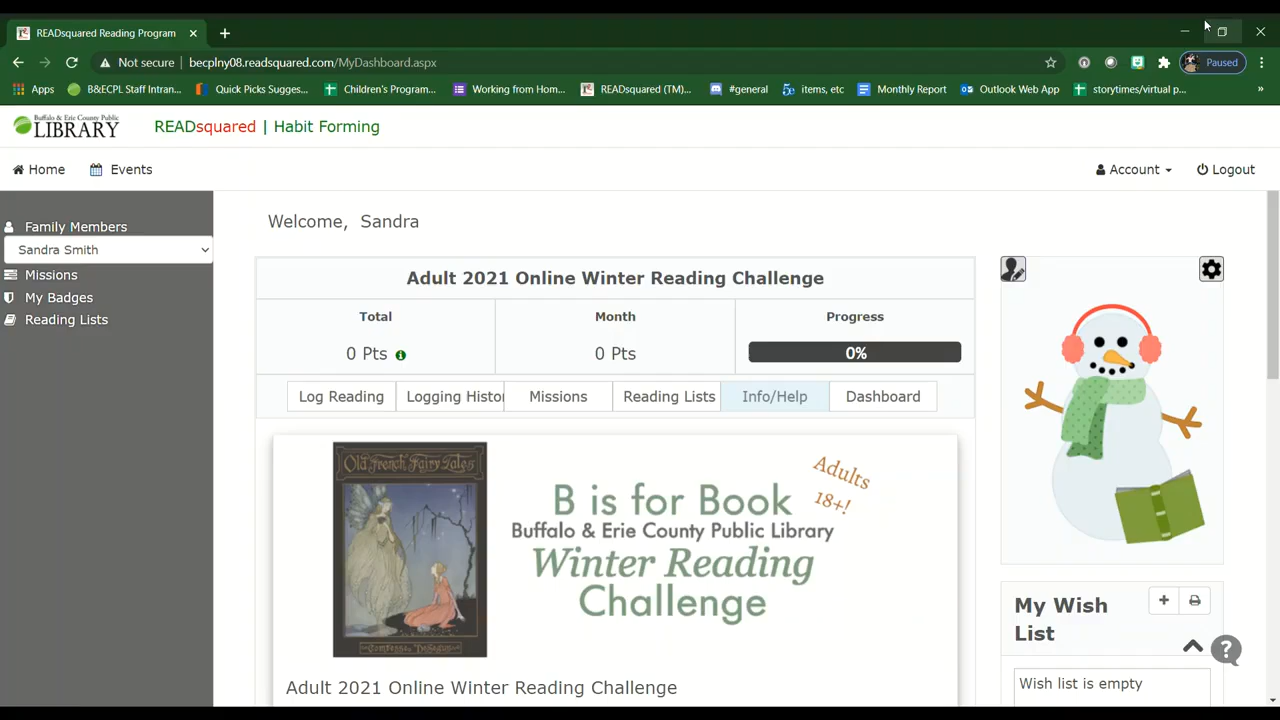 READsquared Reading Program
Not secure | becplny08.readsquared.com/MyDashboard.aspx
Paused
Apps
B&ECPL Staff Intran...
Quick Picks Sugges...
Children's Program...
Working from Hom...
READsquared (TM)...
#general
items, etc
Monthly Report
Outlook Web App
storytimes/virtual p...
»
Buffalo & Erie County Public
LIBRARY
READsquared | Habit Forming
Home
Events
Account
Logout
Family Members
Sandra Smith
Missions
My Badges
Reading Lists
Welcome, Sandra
Adult 2021 Online Winter Reading Challenge
Total
Month
Progress
0 Pts
0 Pts
0%
Log Reading
Logging Histo
Missions
Reading Lists
Info/Help
Dashboard
Old French Fairy Tales
Comtesse De Segur
Adults
18+!
B is for Book
Buffalo & Erie County Public Library
Winter Reading
Challenge
Adult 2021 Online Winter Reading Challenge
My Wish
List
Wish list is empty